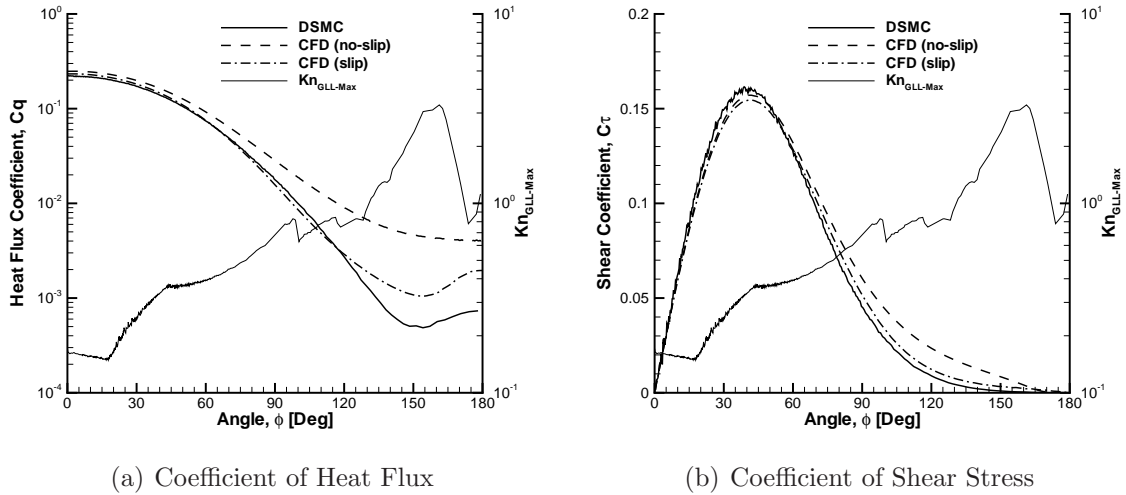 DSMC
CFD (no-slip)
CFD (slip)
Kn_GLL-Max
Heat Flux Coefficient, Cq
10^0
10^-1
10^-2
10^-3
10^-4
Kn_GLL-Max
10^1
10^0
10^-1
0 30 60 90 120 150 180
Angle, ϕ [Deg]
(a) Coefficient of Heat Flux
DSMC
CFD (no-slip)
CFD (slip)
Kn_GLL-Max
Shear Coefficient, Cτ
0.2
0.15
0.1
0.05
0
Kn_GLL-Max
10^1
10^0
10^-1
0 30 60 90 120 150 180
Angle, ϕ [Deg]
(b) Coefficient of Shear Stress